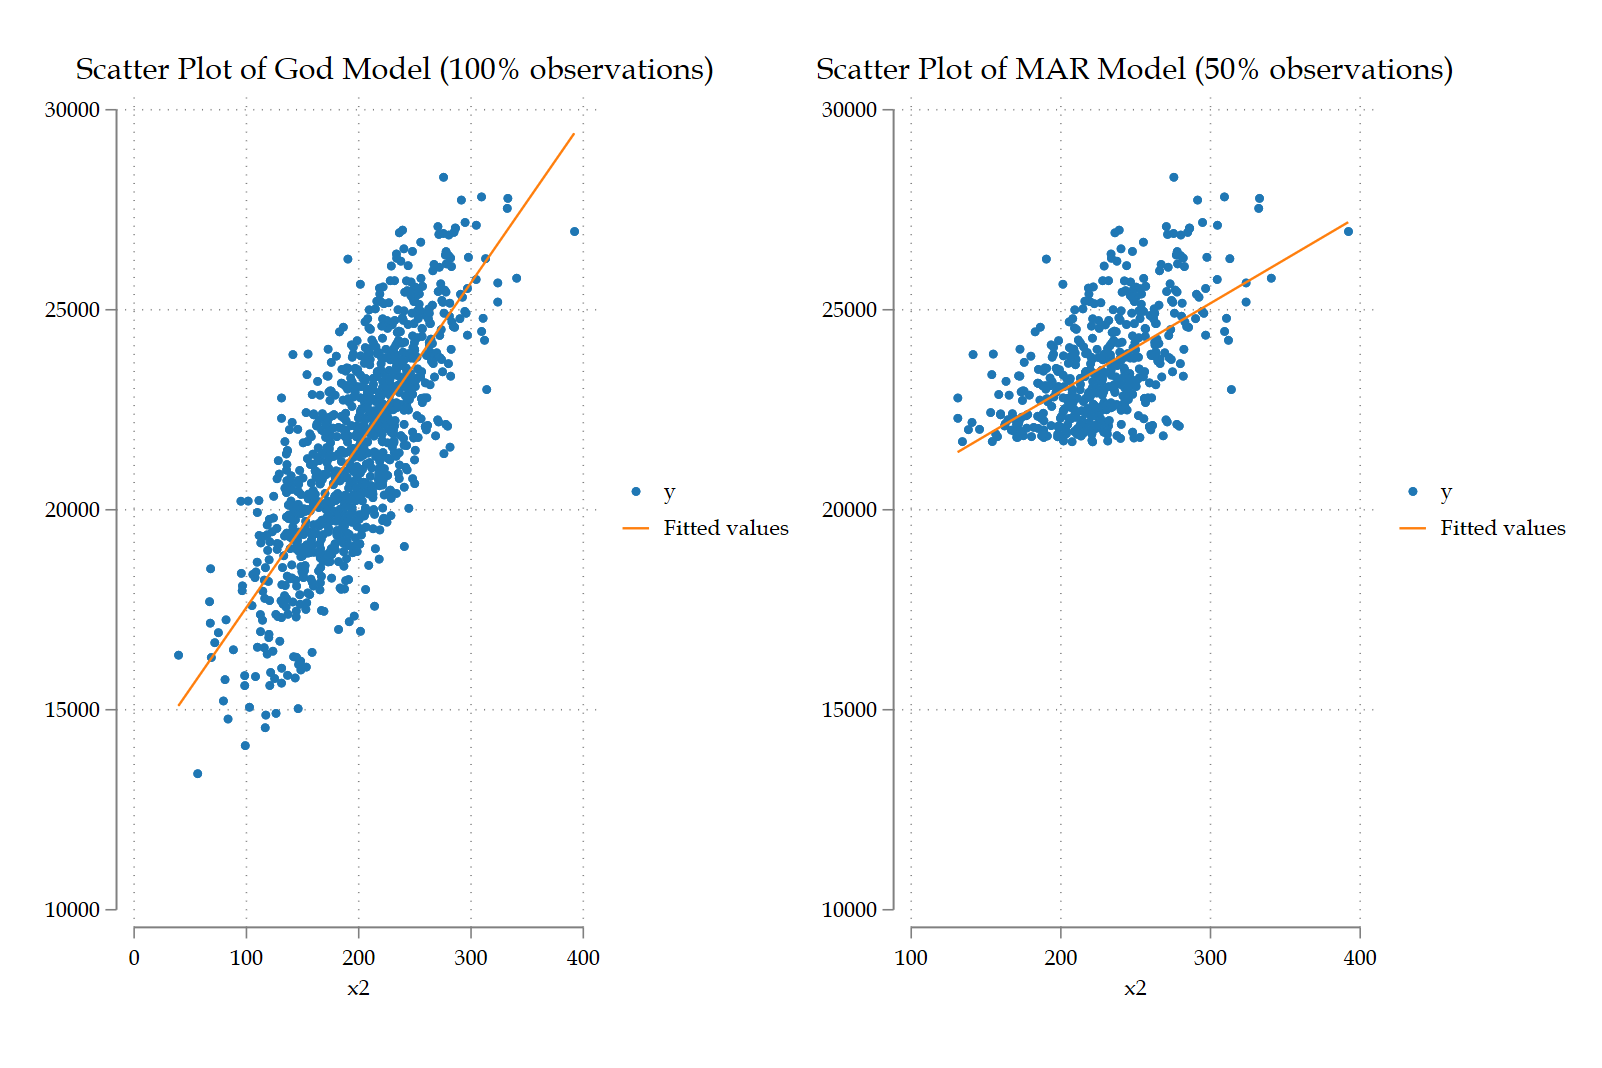 Scatter Plot of God Model (100% observations)
30000
25000
20000
15000
10000
0 100 200 300 400
x2
y
Fitted values
Scatter Plot of MAR Model (50% observations)
30000
25000
20000
15000
10000
100 200 300 400
x2
y
Fitted values